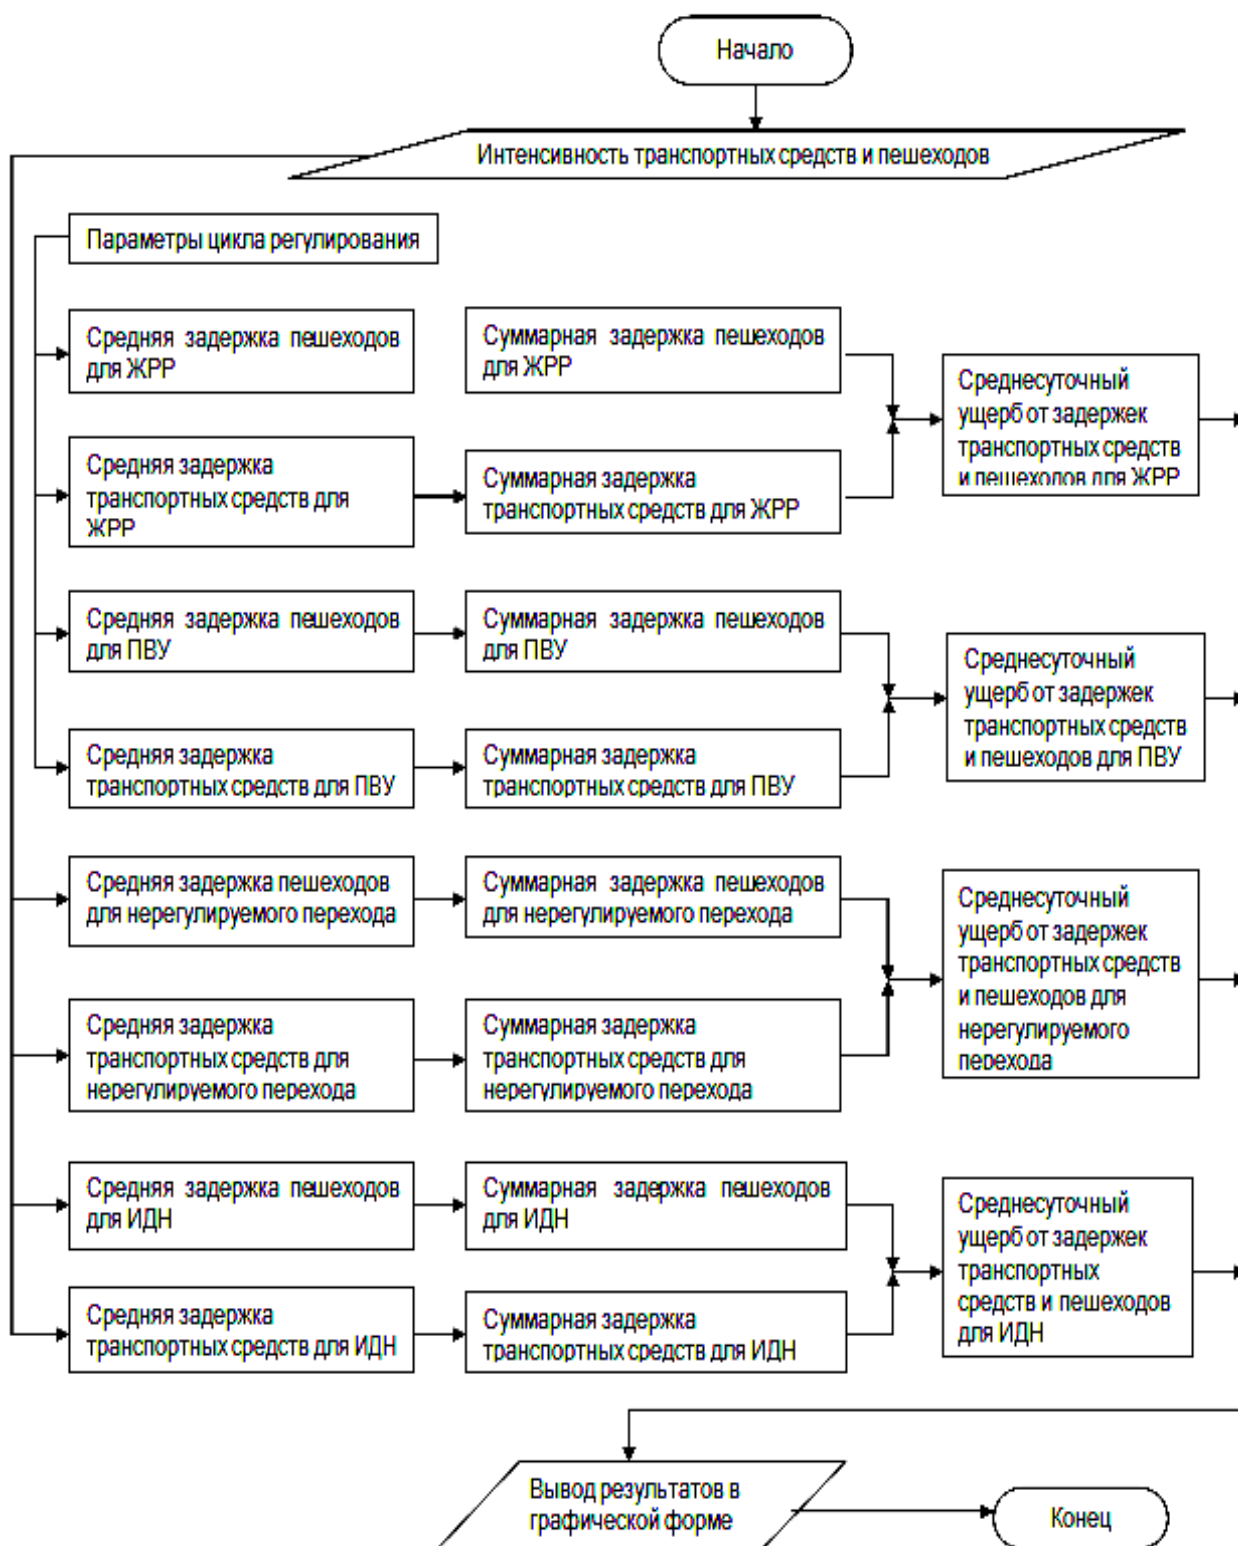 Начало
Интенсивность транспортных средств и пешеходов
Параметры цикла регулирования
Средняя задержка пешеходов
для ЖРР
Суммарная задержка пешеходов
для ЖРР
Среднесуточный
ущерб от задержек
транспортных средств
и пешеходов для ЖРР
Средняя задержка
транспортных средств для
ЖРР
Суммарная задержка
транспортных средств для ЖРР
Средняя задержка пешеходов
для ПВУ
Суммарная задержка пешеходов
для ПВУ
Среднесуточный
ущерб от задержек
транспортных средств
и пешеходов для ПВУ
Средняя задержка
транспортных средств для ПВУ
Суммарная задержка
транспортных средств для ПВУ
Средняя задержка пешеходов
для нерегулируемого перехода
Суммарная задержка пешеходов
для нерегулируемого перехода
Среднесуточный
ущерб от задержек
транспортных средств
и пешеходов для
нерегулируемого
перехода
Средняя задержка
транспортных средств для
нерегулируемого перехода
Суммарная задержка
транспортных средств для
нерегулируемого перехода
Средняя задержка пешеходов
для ИДН
Суммарная задержка пешеходов
для ИДН
Среднесуточный
ущерб от задержек
транспортных
средств и пешеходов
для ИДН
Средняя задержка
транспортных средств для ИДН
Суммарная задержка
транспортных средств для ИДН
Вывод результатов в
графической форме
Конец